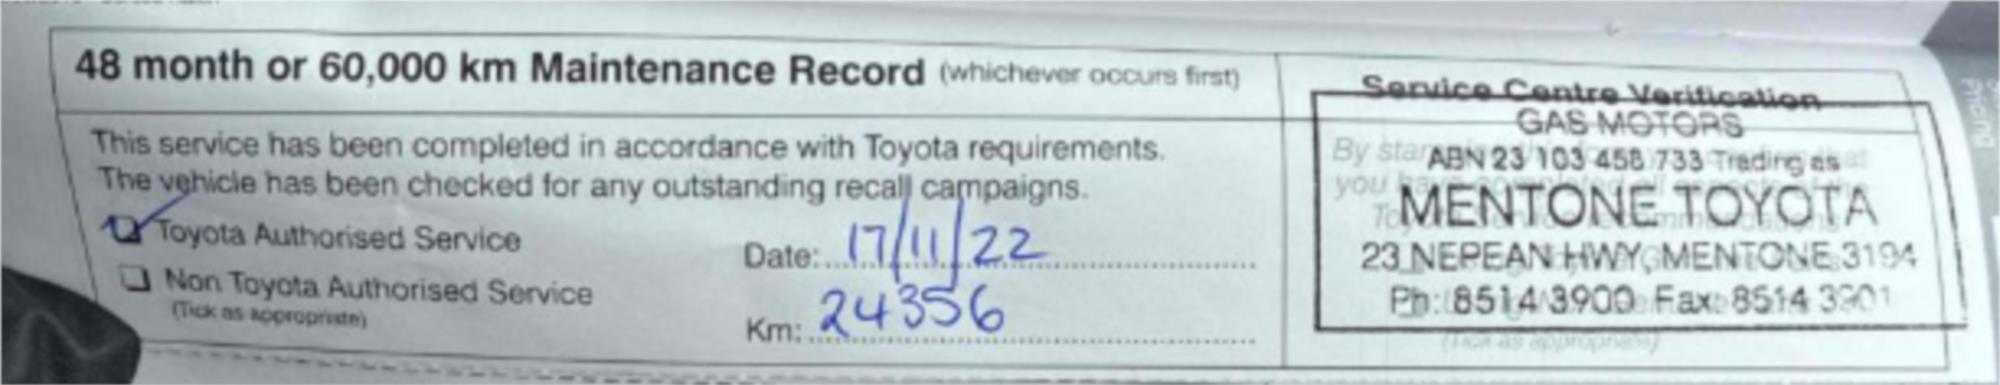 48 month or 60,000 km Maintenance Record (whichever occurs first)
This service has been completed in accordance with Toyota requirements.
The vehicle has been checked for any outstanding recall campaigns.
Toyota Authorised Service
Non Toyota Authorised Service
(Tick as appropriate)
Date: 17/11/22
Km: 24356
Service Centre Verification
GAS MOTORS
ABN 23 103 458 733 Trading as
MENTONE TOYOTA
23 NEPEAN HWY, MENTONE 3194
Ph: 8514 3900 Fax: 8514 3901
(Tick as appropriate)